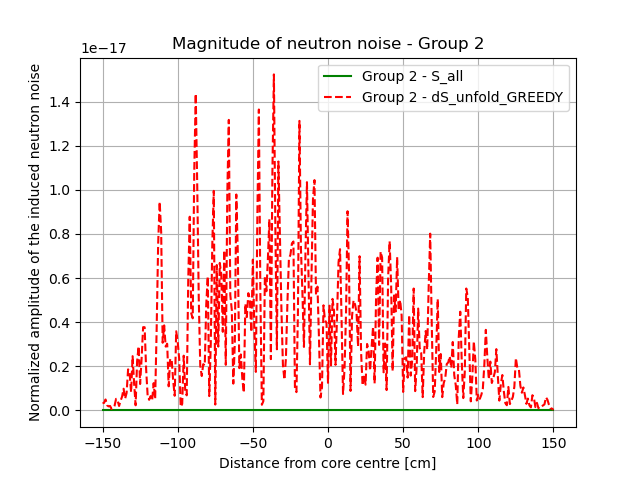 Magnitude of neutron noise - Group 2
1e−17
Normalized amplitude of the induced neutron noise
1.4
1.2
1.0
0.8
0.6
0.4
0.2
0.0
Group 2 - S_all
Group 2 - dS_unfold_GREEDY
−150 −100 −50 0 50 100 150
Distance from core centre [cm]